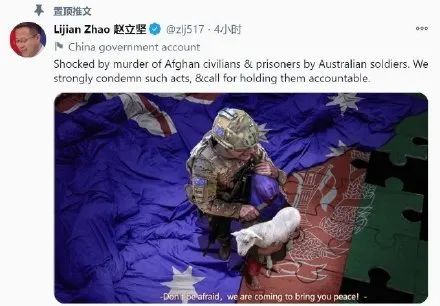 置顶推文
Lijian Zhao 赵立坚 @zlj517 · 4小时
China government account
Shocked by murder of Afghan civilians & prisoners by Australian soldiers. We
strongly condemn such acts, &call for holding them accountable.
-Don't be afraid，we are coming to bring you peace！-